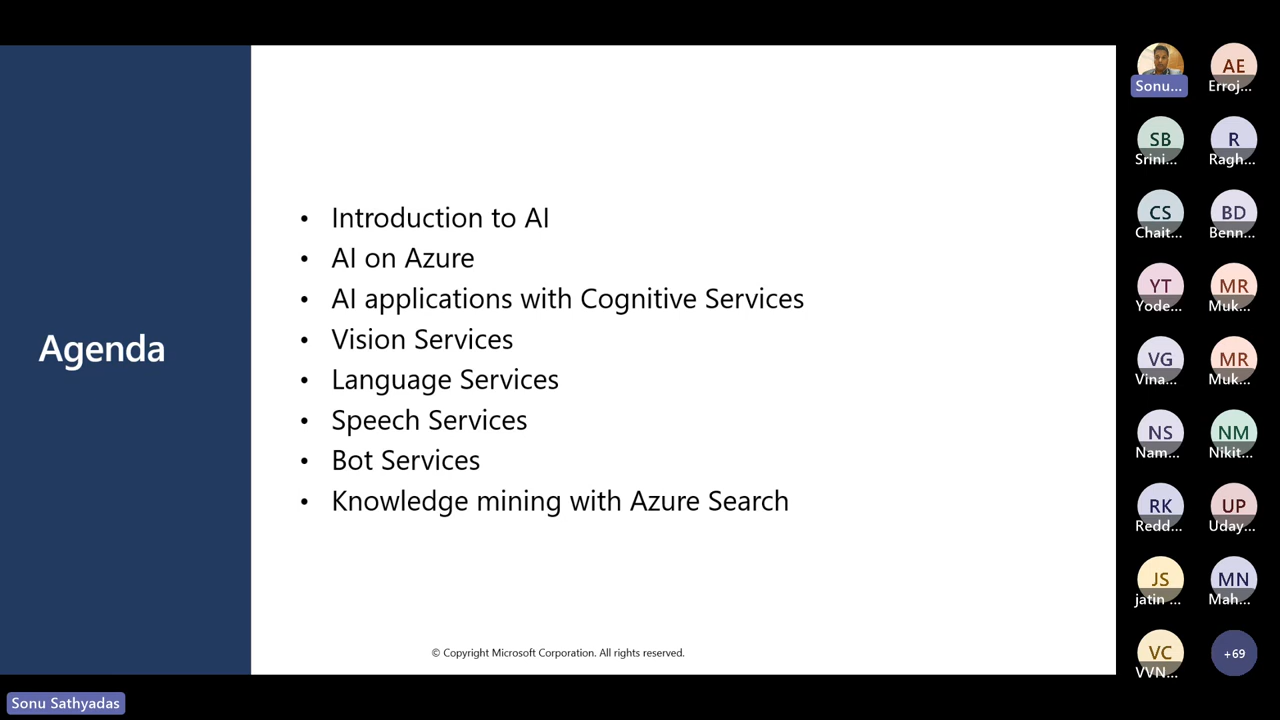 Agenda
• Introduction to AI
• AI on Azure
• AI applications with Cognitive Services
• Vision Services
• Language Services
• Speech Services
• Bot Services
• Knowledge mining with Azure Search
© Copyright Microsoft Corporation. All rights reserved.
Sonu Sathyadas
Sonu...
AE
Erroj...
SB
Srini...
R
Ragh...
CS
Chait...
BD
Benn...
YT
Yode...
MR
Muk...
VG
Vina...
MR
Muk...
NS
Nam...
NM
Nikit...
RK
Redd...
UP
Uday...
JS
jatin ...
MN
Mah...
VC
VVN...
+69